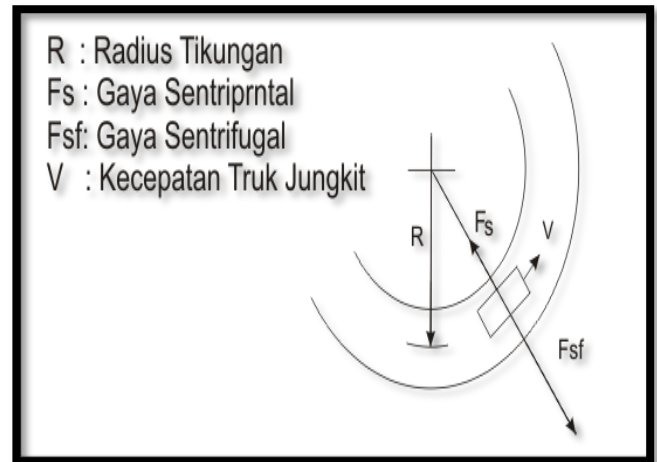 R : Radius Tikungan
Fs : Gaya Sentriprntal
Fsf: Gaya Sentrifugal
V : Kecepatan Truk Jungkit
Fs
V
R
Fsf